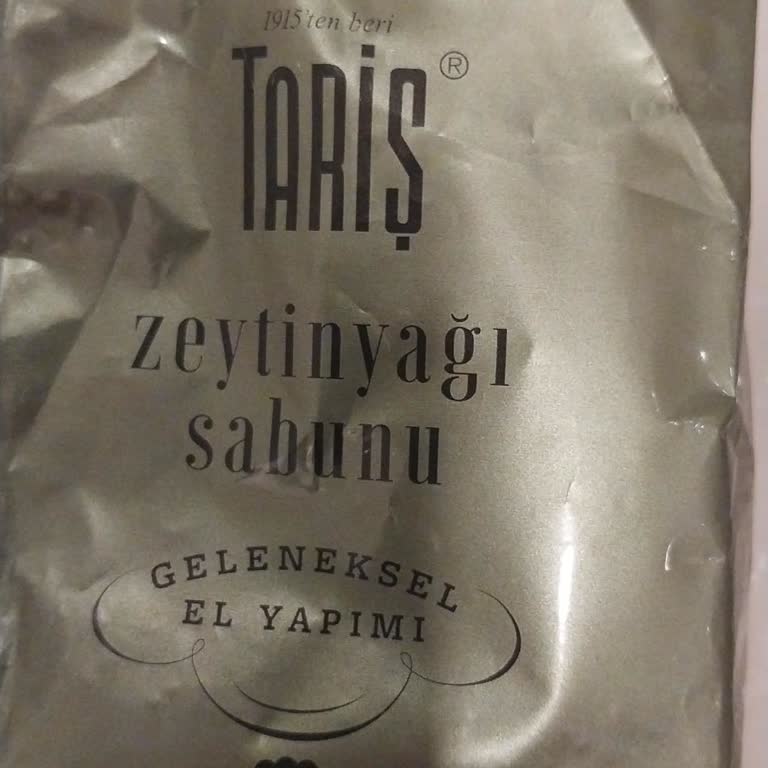 1915'ten beri
TARİŞ®
zeytinyağı
sabunu
GELENEKSEL
EL YAPIMI